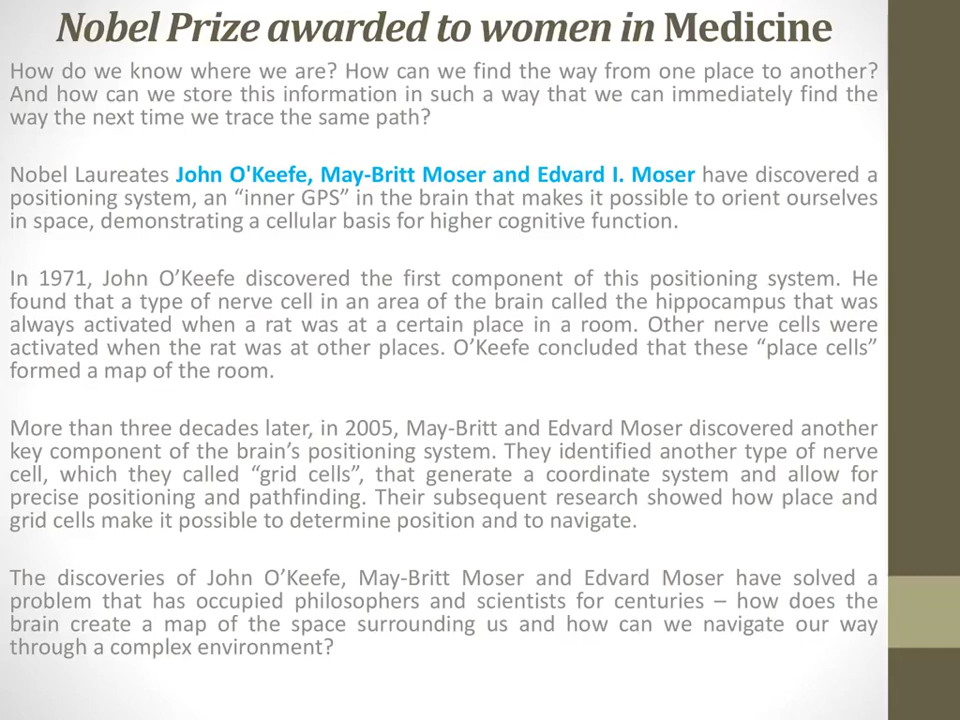 Nobel Prize awarded to women in Medicine
How do we know where we are? How can we find the way from one place to another?
And how can we store this information in such a way that we can immediately find the
way the next time we trace the same path?
Nobel Laureates John O'Keefe, May-Britt Moser and Edvard I. Moser have discovered a
positioning system, an “inner GPS” in the brain that makes it possible to orient ourselves
in space, demonstrating a cellular basis for higher cognitive function.
In 1971, John O’Keefe discovered the first component of this positioning system. He
found that a type of nerve cell in an area of the brain called the hippocampus that was
always activated when a rat was at a certain place in a room. Other nerve cells were
activated when the rat was at other places. O’Keefe concluded that these “place cells”
formed a map of the room.
More than three decades later, in 2005, May-Britt and Edvard Moser discovered another
key component of the brain’s positioning system. They identified another type of nerve
cell, which they called “grid cells”, that generate a coordinate system and allow for
precise positioning and pathfinding. Their subsequent research showed how place and
grid cells make it possible to determine position and to navigate.
The discoveries of John O’Keefe, May-Britt Moser and Edvard Moser have solved a
problem that has occupied philosophers and scientists for centuries – how does the
brain create a map of the space surrounding us and how can we navigate our way
through a complex environment?